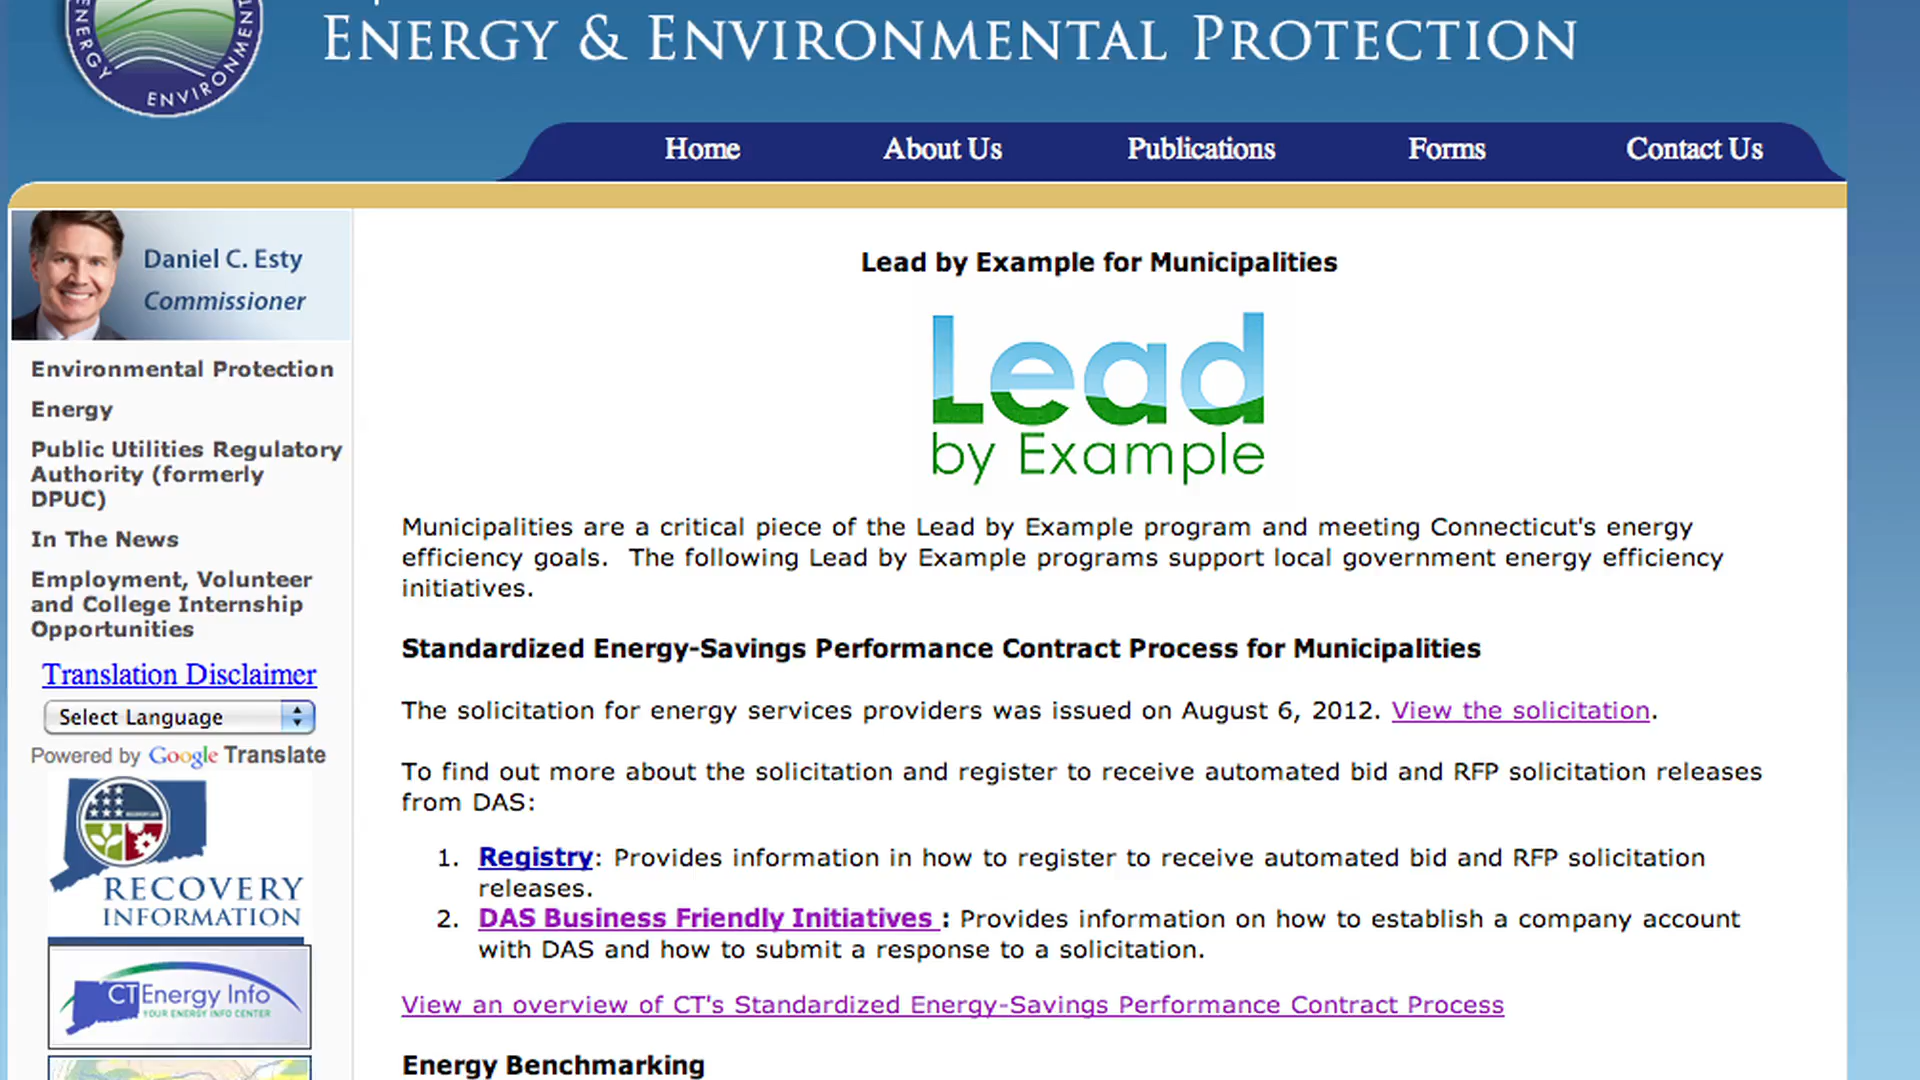 ENERGY ENVIRONMENT
ENERGY & ENVIRONMENTAL PROTECTION
Home About Us Publications Forms Contact Us
Daniel C. Esty
Commissioner
Environmental Protection
Energy
Public Utilities Regulatory
Authority (formerly
DPUC)
In The News
Employment, Volunteer
and College Internship
Opportunities
Translation Disclaimer
Select Language
Powered by Google Translate
RECOVERY
INFORMATION
CT Energy Info
YOUR ENERGY INFO CENTER
Lead by Example for Municipalities
Lead
by Example
Municipalities are a critical piece of the Lead by Example program and meeting Connecticut's energy
efficiency goals.  The following Lead by Example programs support local government energy efficiency
initiatives.
Standardized Energy-Savings Performance Contract Process for Municipalities
The solicitation for energy services providers was issued on August 6, 2012. View the solicitation.
To find out more about the solicitation and register to receive automated bid and RFP solicitation releases
from DAS:
1. Registry: Provides information in how to register to receive automated bid and RFP solicitation
releases.
2. DAS Business Friendly Initiatives : Provides information on how to establish a company account
with DAS and how to submit a response to a solicitation.
View an overview of CT's Standardized Energy-Savings Performance Contract Process
Energy Benchmarking